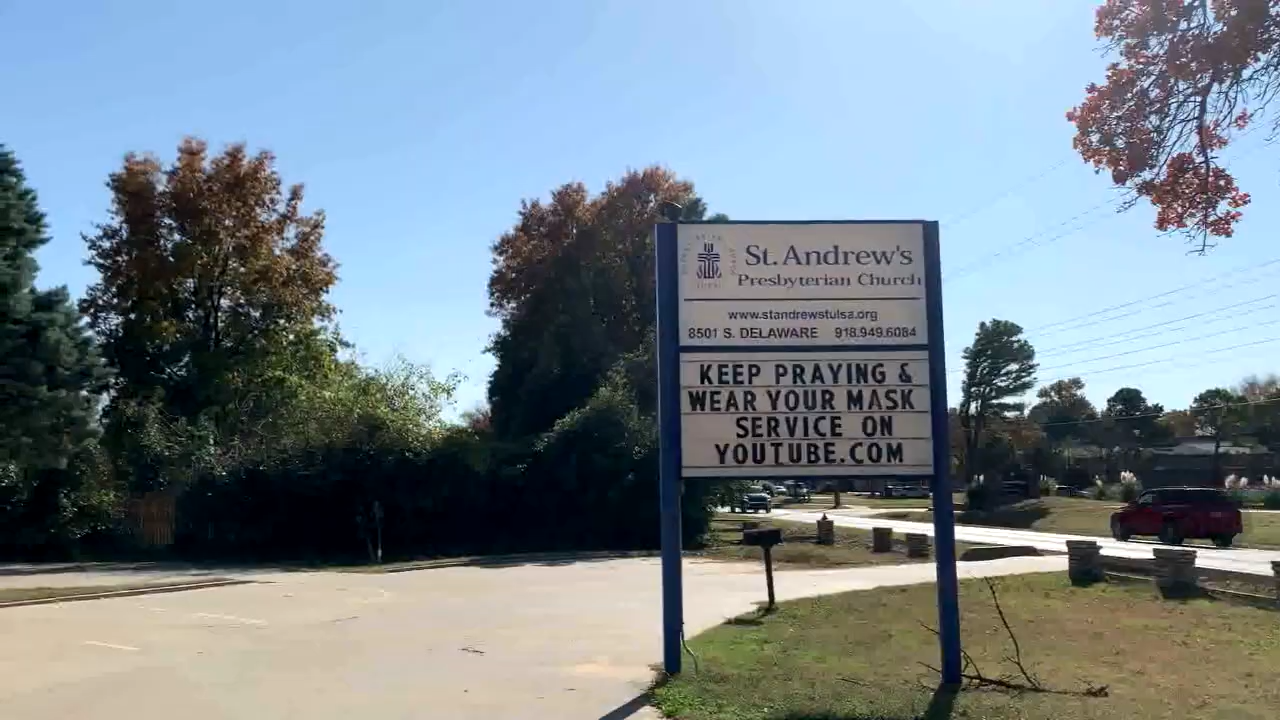 St. Andrew's
Presbyterian Church
www.standrewstulsa.org
8501 S. DELAWARE 918.949.6084
KEEP PRAYING &
WEAR YOUR MASK
SERVICE ON
YOUTUBE.COM